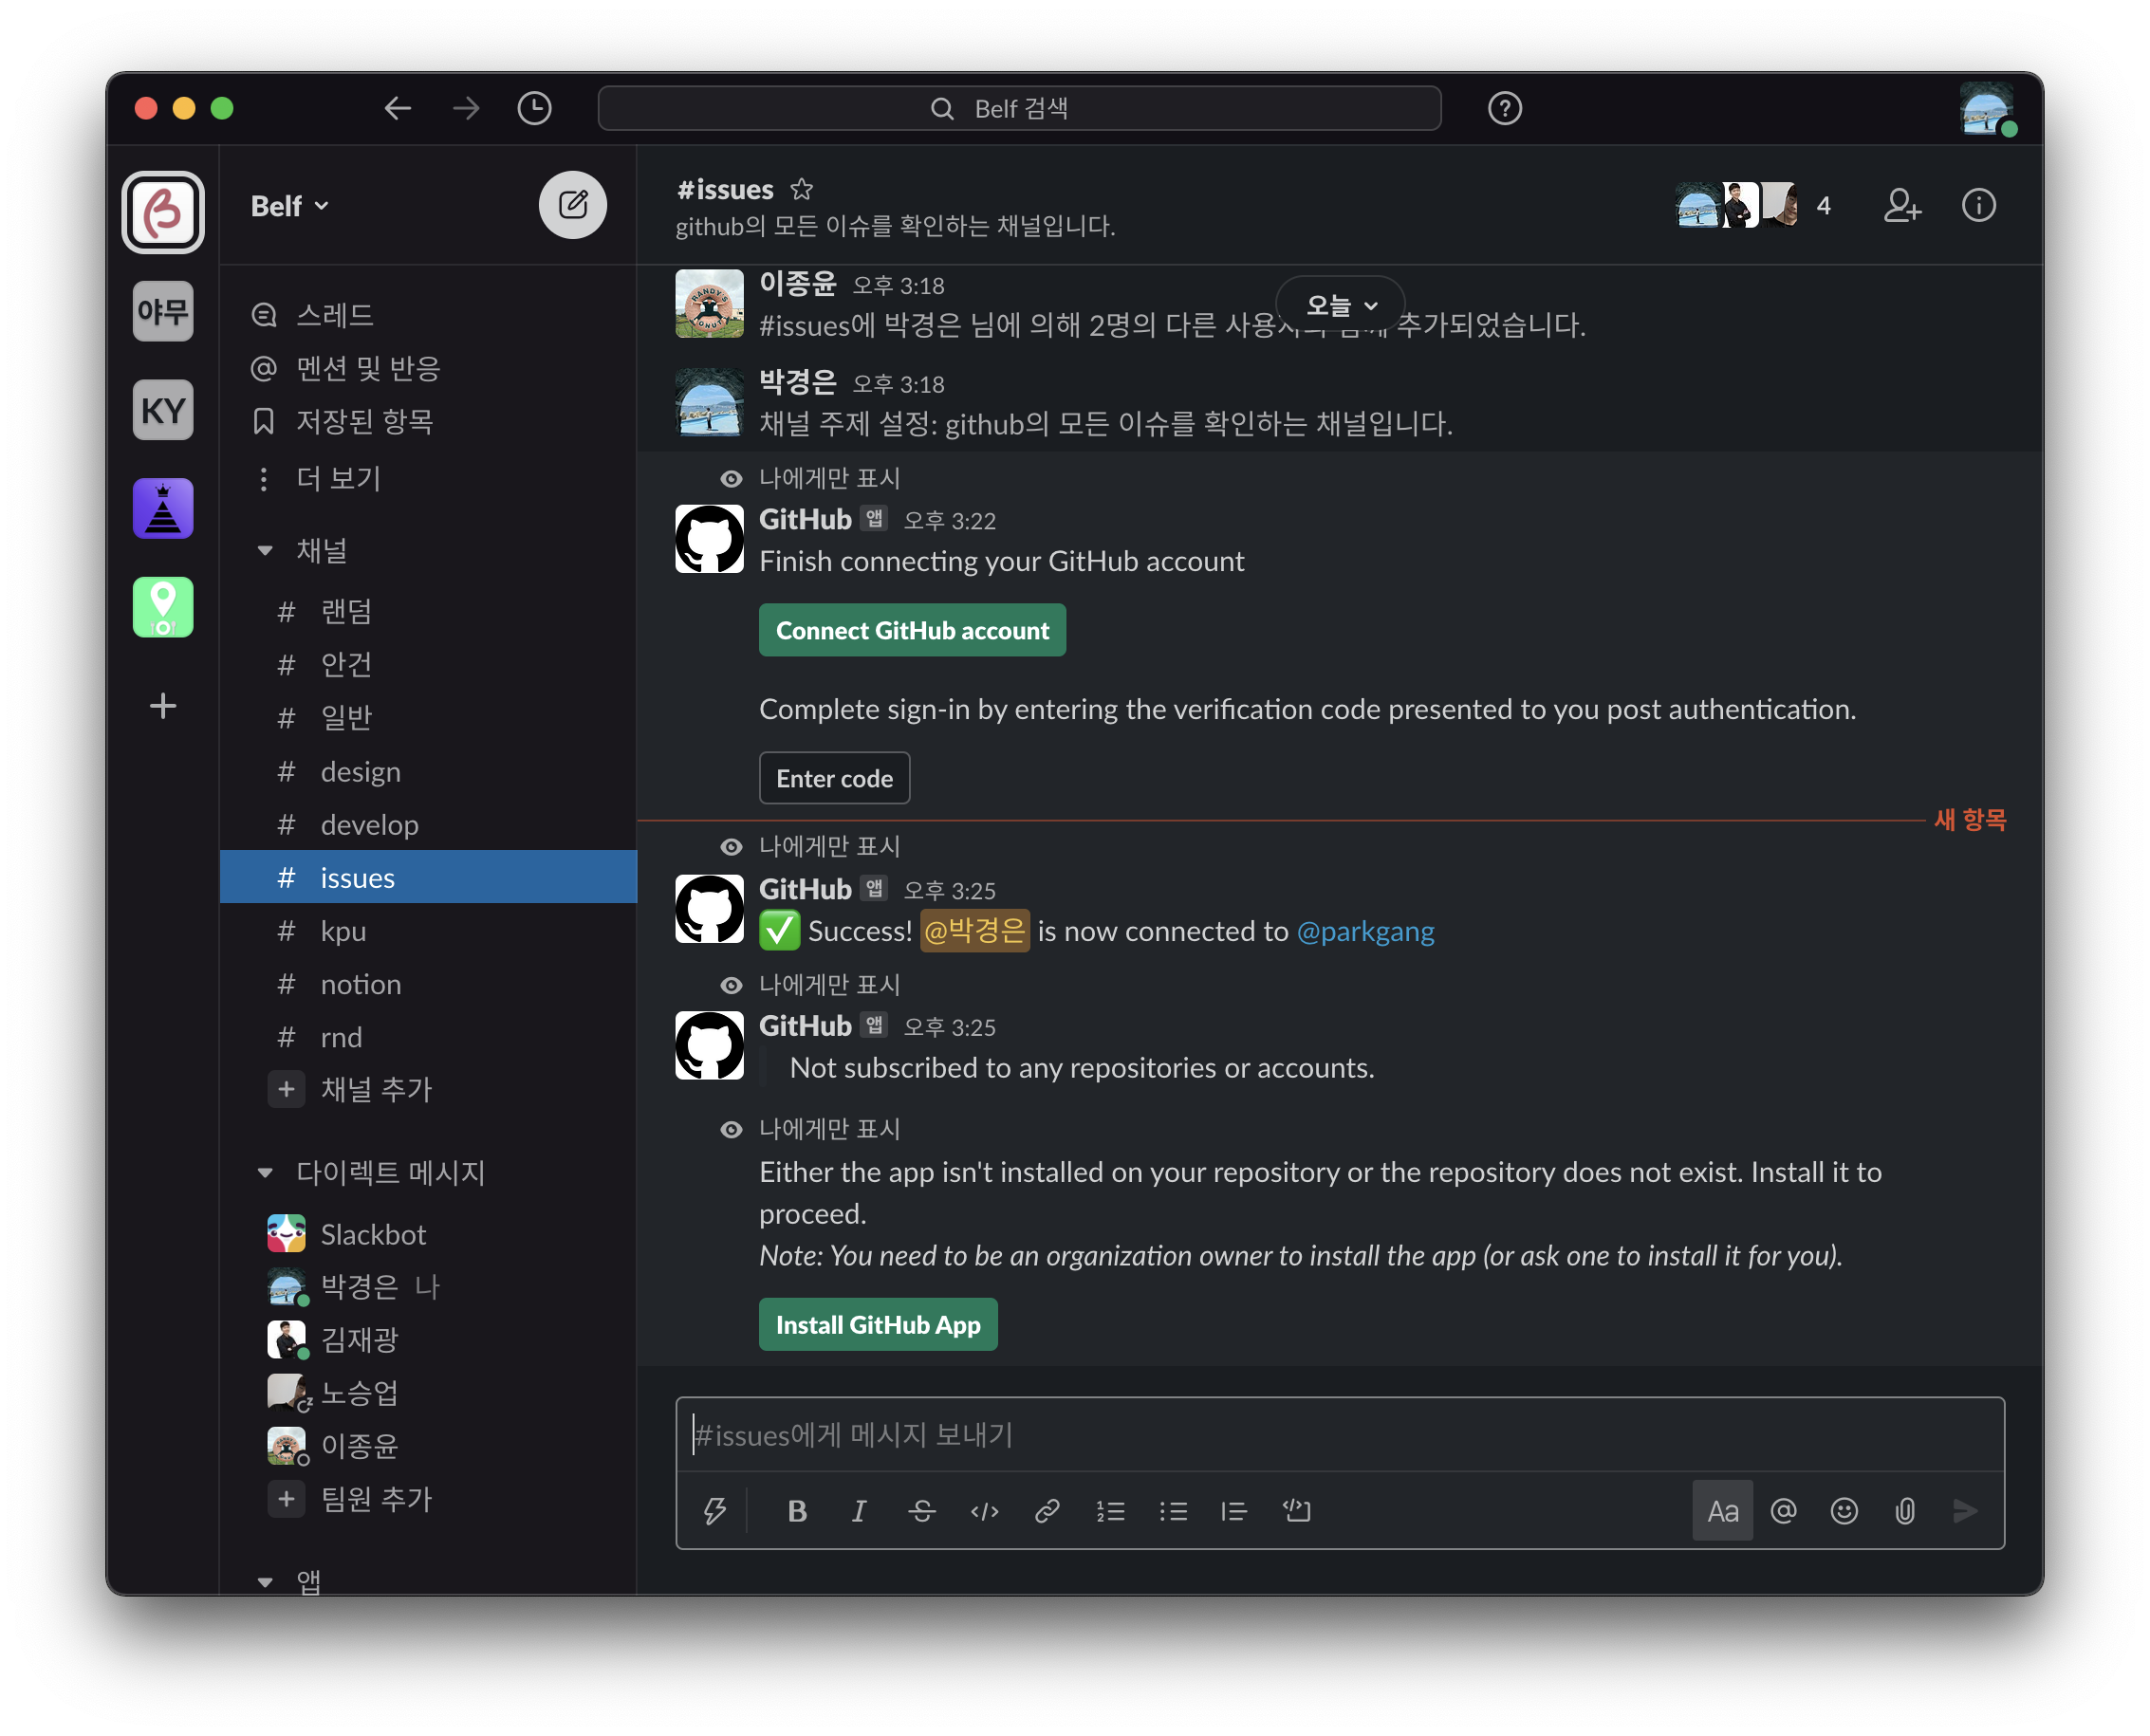 Belf 검색
Belf
야무
KY
스레드
멘션 및 반응
저장된 항목
더 보기
채널
# 랜덤
# 안건
# 일반
# design
# develop
# issues
# kpu
# notion
# rnd
+ 채널 추가
다이렉트 메시지
Slackbot
박경은 나
김재광
노승업
이종윤
+ 팀원 추가
앱
#issues
github의 모든 이슈를 확인하는 채널입니다.
4
오늘
이종윤 오후 3:18
#issues에 박경은 님에 의해 2명의 다른 추가되었습니다.
박경은 오후 3:18
채널 주제 설정: github의 모든 이슈를 확인하는 채널입니다.
나에게만 표시
GitHub 앱 오후 3:22
Finish connecting your GitHub account
Connect GitHub account
Complete sign-in by entering the verification code presented to you post authentication.
Enter code
새 항목
나에게만 표시
GitHub 앱 오후 3:25
✅ Success! @박경은 is now connected to @parkgang
나에게만 표시
GitHub 앱 오후 3:25
Not subscribed to any repositories or accounts.
나에게만 표시
Either the app isn't installed on your repository or the repository does not exist. Install it to
proceed.
Note: You need to be an organization owner to install the app (or ask one to install it for you).
Install GitHub App
#issues에게 메시지 보내기
B I S </> Aa @